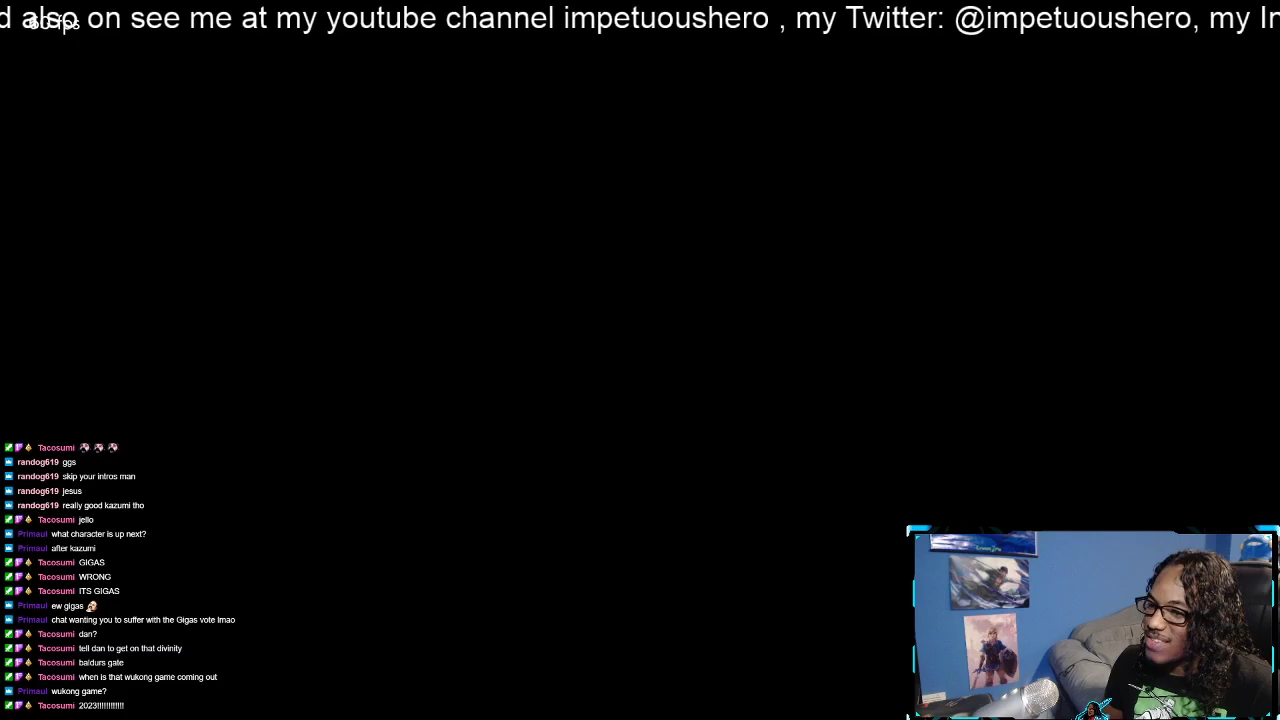 d also on see me at my youtube channel impetuoushero , my Twitter: @impetuoushero, my In
60 fps
Tacosumi
randog619 ggs
randog619 skip your intros man
randog619 jesus
randog619 really good kazumi tho
Tacosumi jello
Primaul what character is up next?
Primaul after kazumi
Tacosumi GIGAS
Tacosumi WRONG
Tacosumi ITS GIGAS
Primaul ew gigas
Primaul chat wanting you to suffer with the Gigas vote lmao
Tacosumi dan?
Tacosumi tell dan to get on that divinity
Tacosumi baldurs gate
Tacosumi when is that wukong game coming out
Primaul wukong game?
Tacosumi 2023!!!!!!!!!!!!